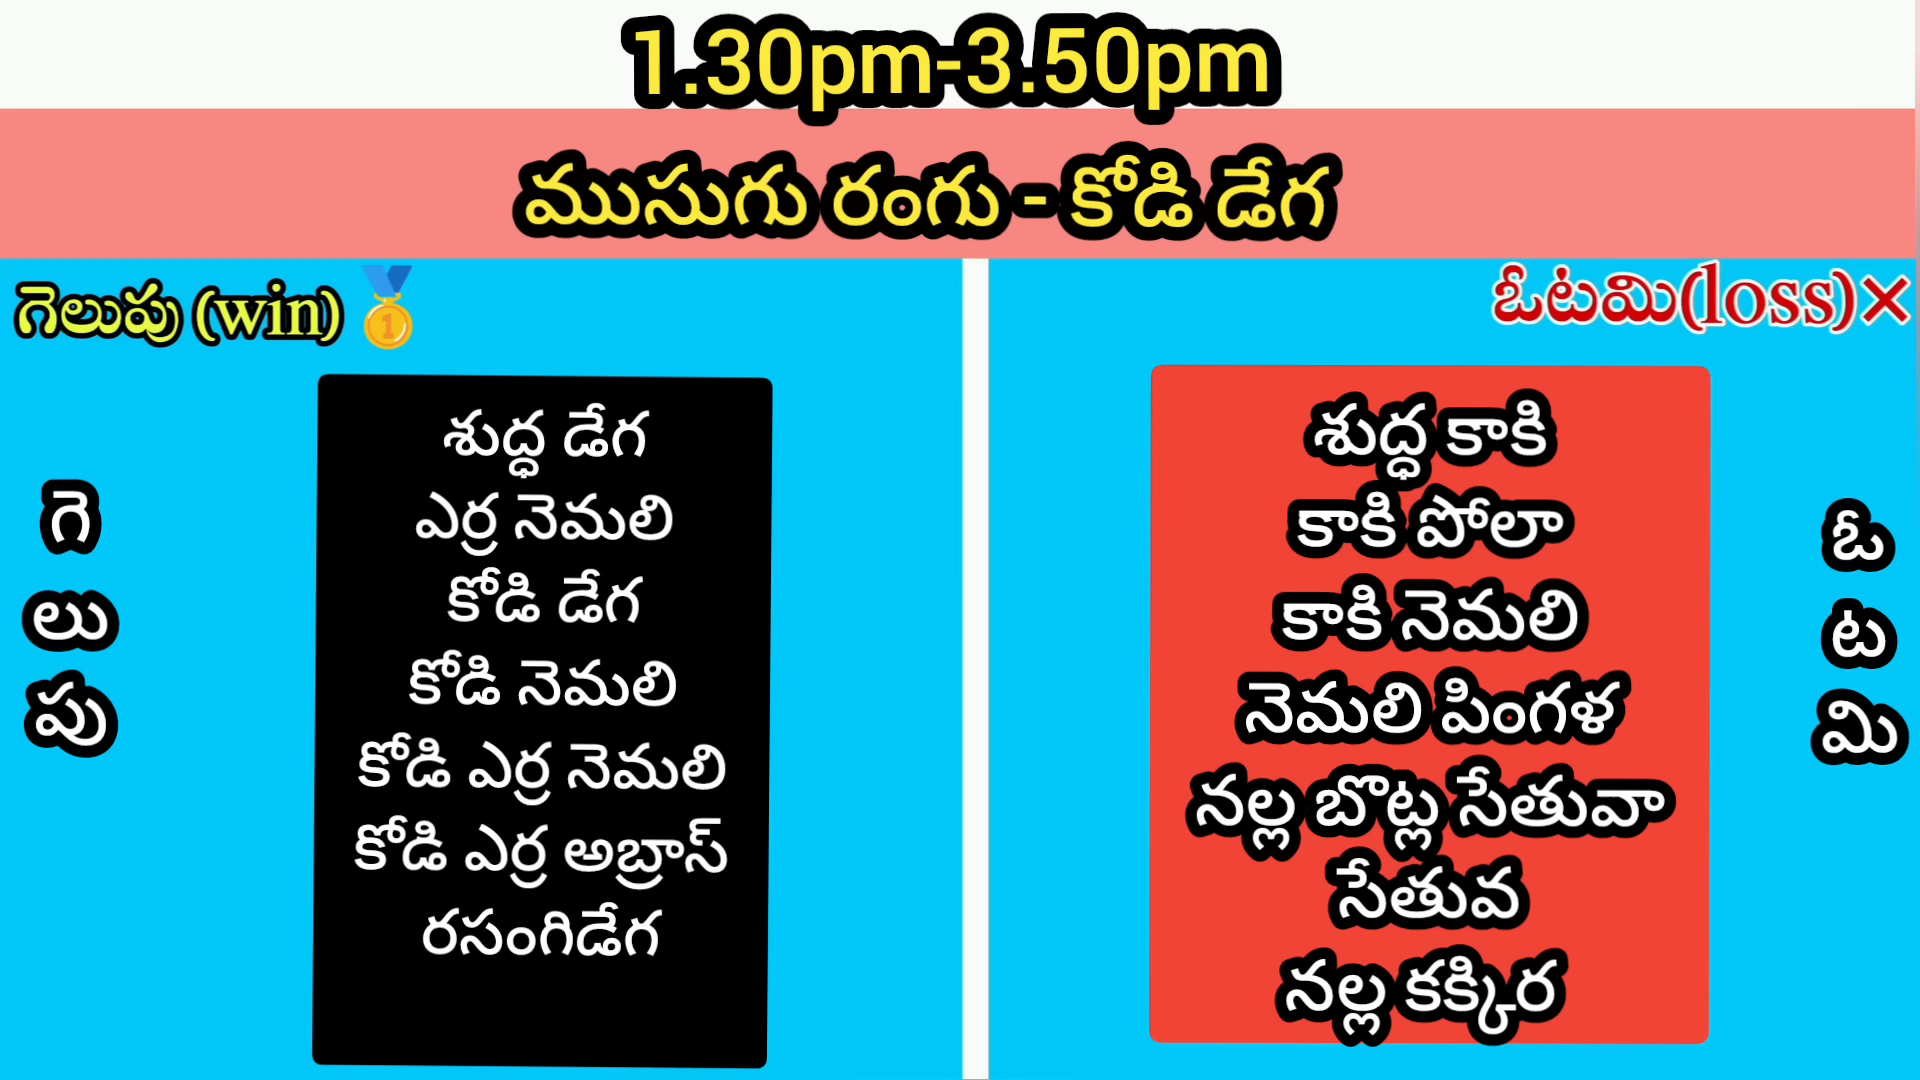 1.30pm-3.50pm
ముసుగు రంగు - కోడి డేగ
గెలుపు (win)
ఓటమి(loss)×
గె
లు
పు
శుద్ధ డేగ
ఎర్ర నెమలి
కోడి డేగ
కోడి నెమలి
కోడి ఎర్ర నెమలి
కోడి ఎర్ర అబ్రాస్
రసంగిడేగ
శుద్ధ కాకి
కాకి పోలా
కాకి నెమలి
నెమలి పింగళ
నల్ల బొట్ల సేతువా
సేతువ
నల్ల కక్కిర
ఓ
ట
మి